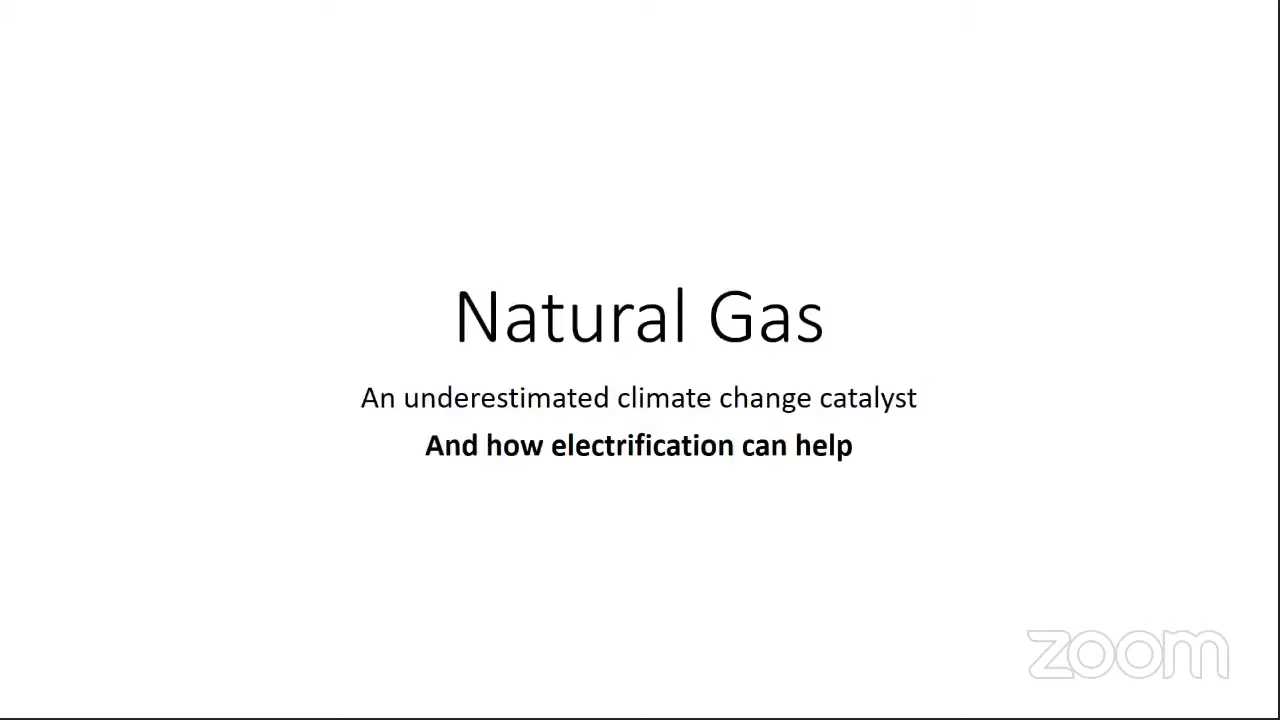 Natural Gas
An underestimated climate change catalyst
And how electrification can help
zoom